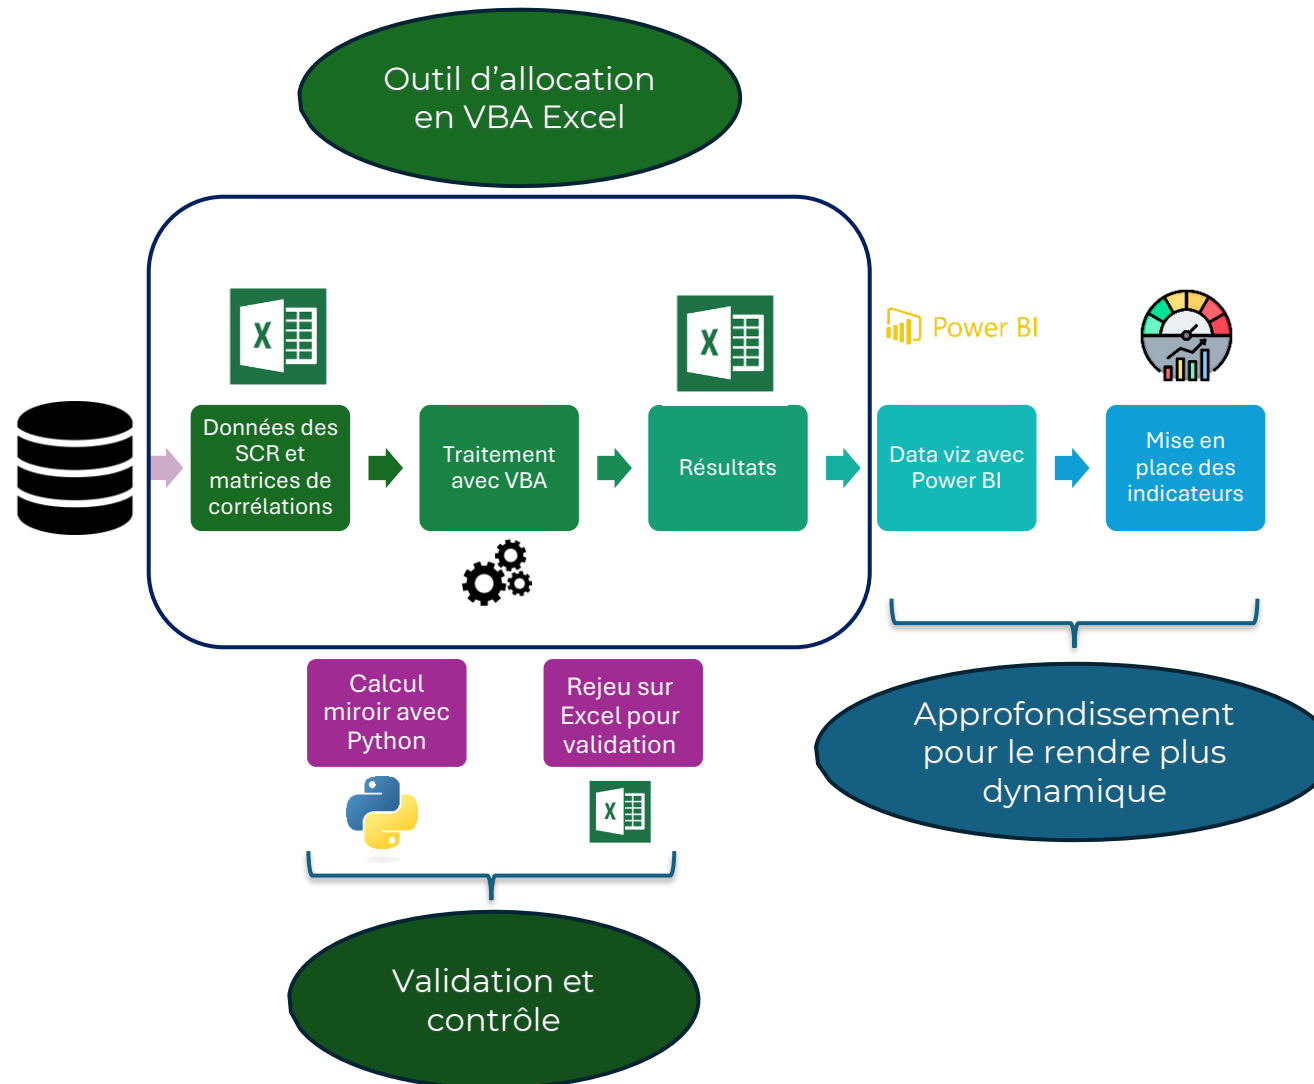 Outil d’allocation
en VBA Excel
X
X
Power BI
Données des
SCR et
matrices de
corrélations
Traitement
avec VBA
Résultats
Data viz avec
Power BI
Mise en
place des
indicateurs
Calcul
miroir avec
Python
Rejeu sur
Excel pour
validation
X
Approfondissement
pour le rendre plus
dynamique
Validation et
contrôle